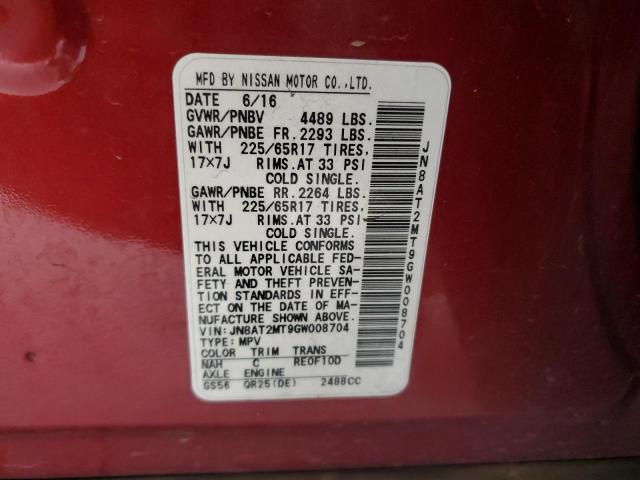 MFD BY NISSAN MOTOR CO.,LTD.
DATE 6/16
GVWR/PNBV 4489 LBS.
GAWR/PNBE FR.2293 LBS.
WITH 225/65R17 TIRES,
17×7J RIMS.AT 33 PSI
COLD SINGLE.
GAWR/PNBE RR.2264 LBS.
WITH 225/65R17 TIRES,
17×7J RIMS.AT 33 PSI
COLD SINGLE.
THIS VEHICLE CONFORMS
TO ALL APPLICABLE FED-
ERAL MOTOR VEHICLE SA-
FETY AND THEFT PREVEN-
TION STANDARDS IN EFF-
ECT ON THE DATE OF MA-
NUFACTURE SHOWN ABOVE.
VIN:JN8AT2MT9GW008704
TYPE:MPV
COLOR TRIM TRANS
NAH C RE0F10D
AXLE ENGINE
GS56 QR25(DE) 2488CC
JN8AT2MT9GW008704